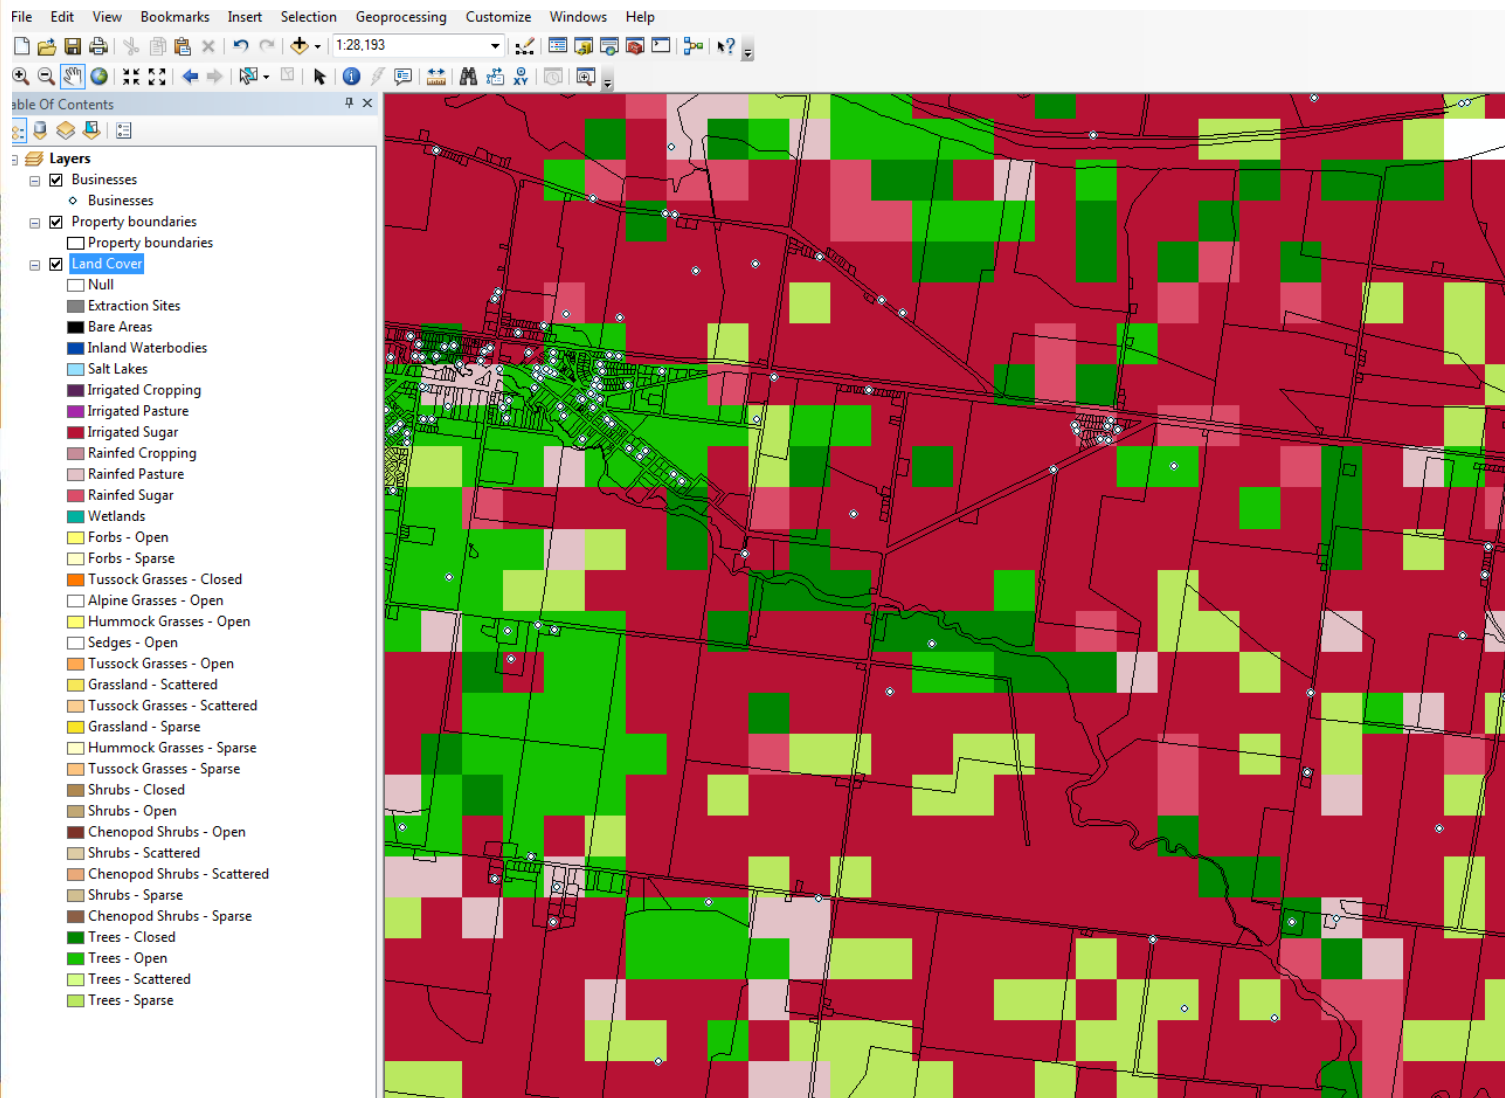 File Edit View Bookmarks Insert Selection Geoprocessing Customize Windows Help
1:28,193
XY
able Of Contents
Layers
Businesses
Businesses
Property boundaries
Property boundaries
Land Cover
Null
Extraction Sites
Bare Areas
Inland Waterbodies
Salt Lakes
Irrigated Cropping
Irrigated Pasture
Irrigated Sugar
Rainfed Cropping
Rainfed Pasture
Rainfed Sugar
Wetlands
Forbs - Open
Forbs - Sparse
Tussock Grasses - Closed
Alpine Grasses - Open
Hummock Grasses - Open
Sedges - Open
Tussock Grasses - Open
Grassland - Scattered
Tussock Grasses - Scattered
Grassland - Sparse
Hummock Grasses - Sparse
Tussock Grasses - Sparse
Shrubs - Closed
Shrubs - Open
Chenopod Shrubs - Open
Shrubs - Scattered
Chenopod Shrubs - Scattered
Shrubs - Sparse
Chenopod Shrubs - Sparse
Trees - Closed
Trees - Open
Trees - Scattered
Trees - Sparse